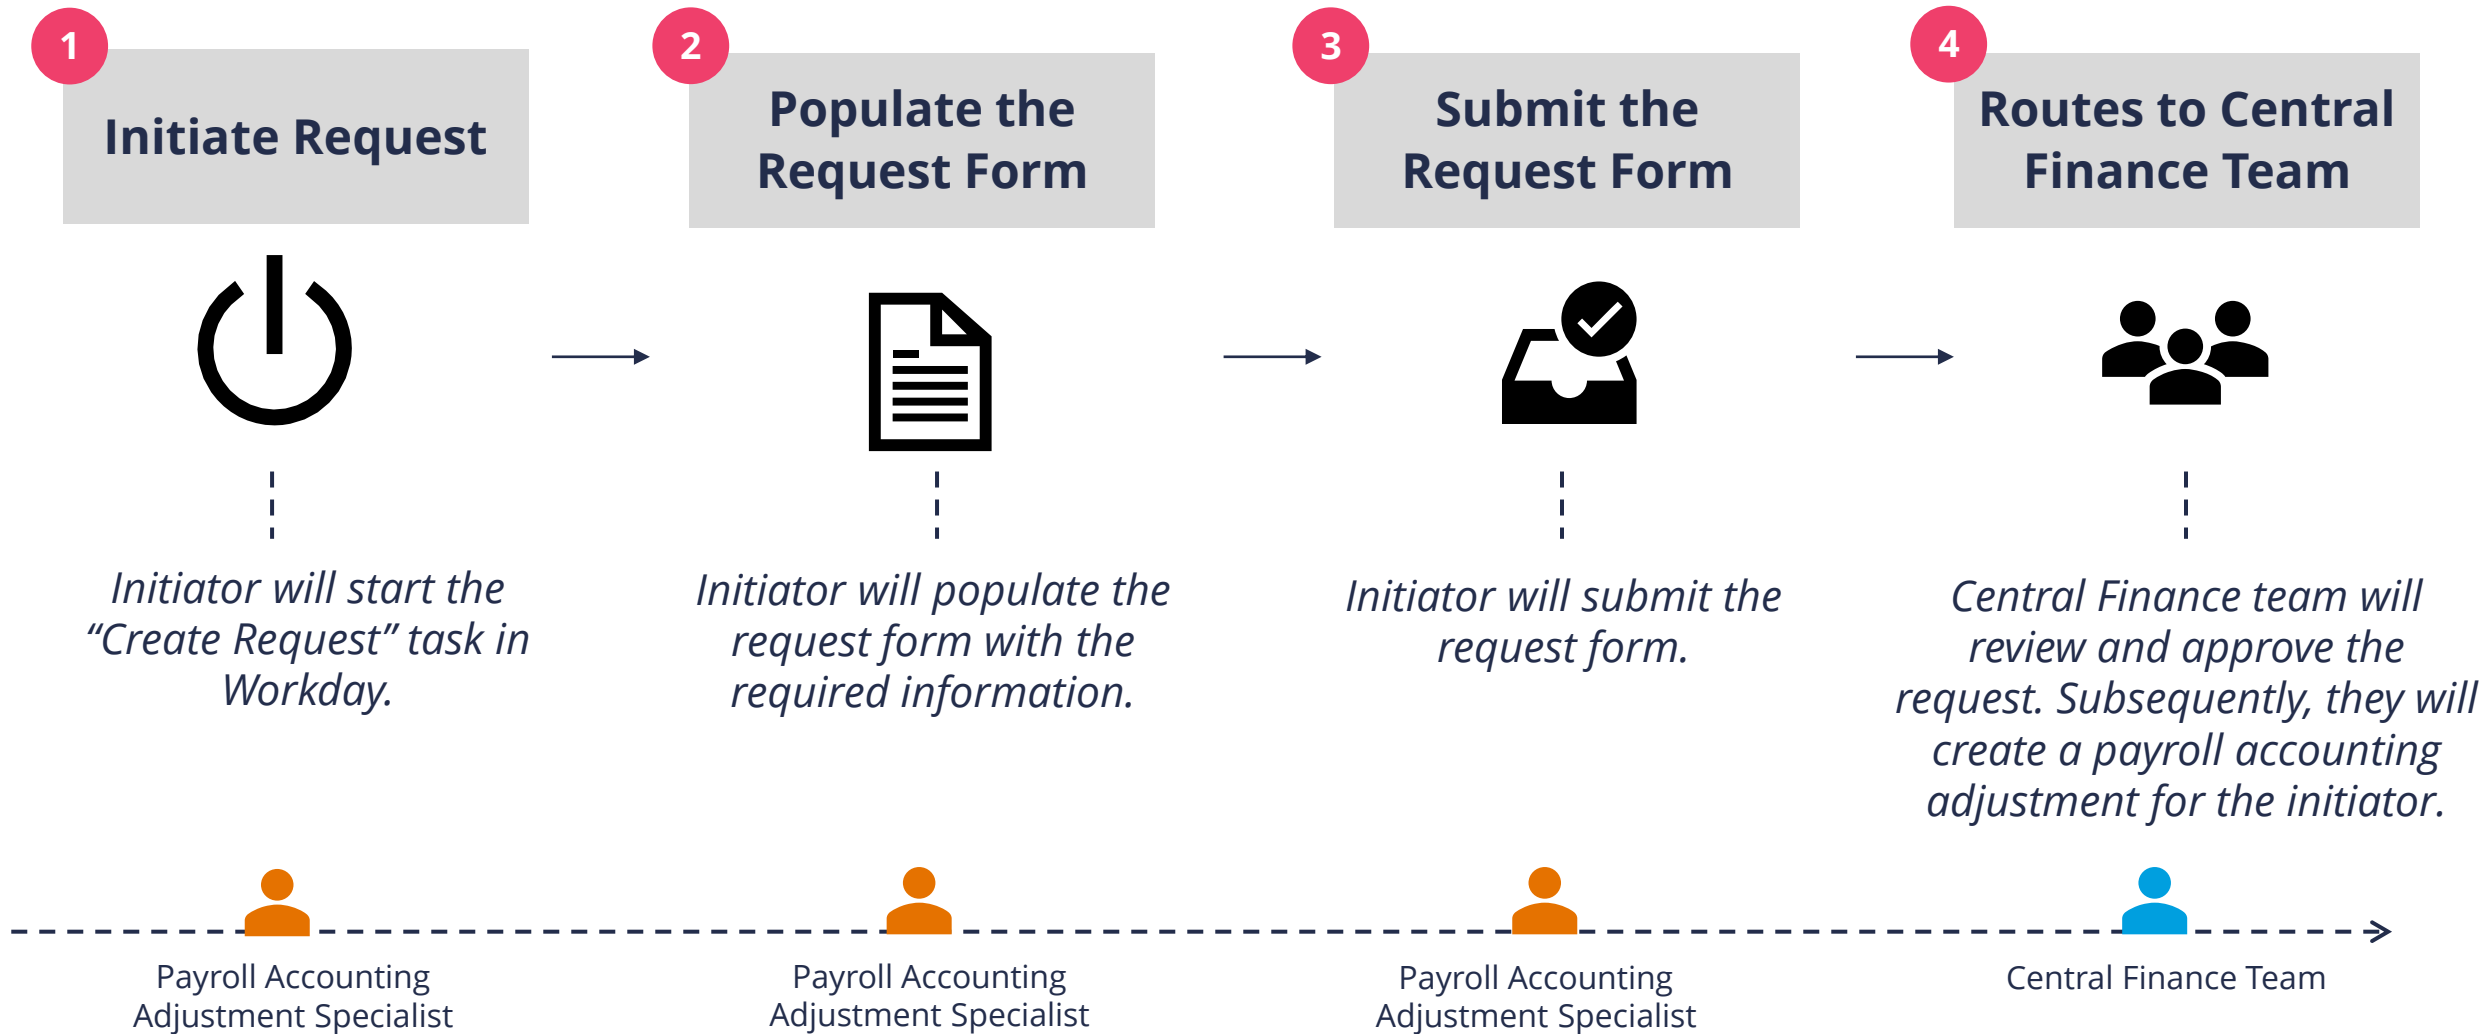 1
Initiate Request
Initiator will start the
“Create Request” task in
Workday.
Payroll Accounting
Adjustment Specialist
2
Populate the
Request Form
Initiator will populate the
request form with the
required information.
Payroll Accounting
Adjustment Specialist
3
Submit the
Request Form
Initiator will submit the
request form.
Payroll Accounting
Adjustment Specialist
4
Routes to Central
Finance Team
Central Finance team will
review and approve the
request. Subsequently, they will
create a payroll accounting
adjustment for the initiator.
Central Finance Team